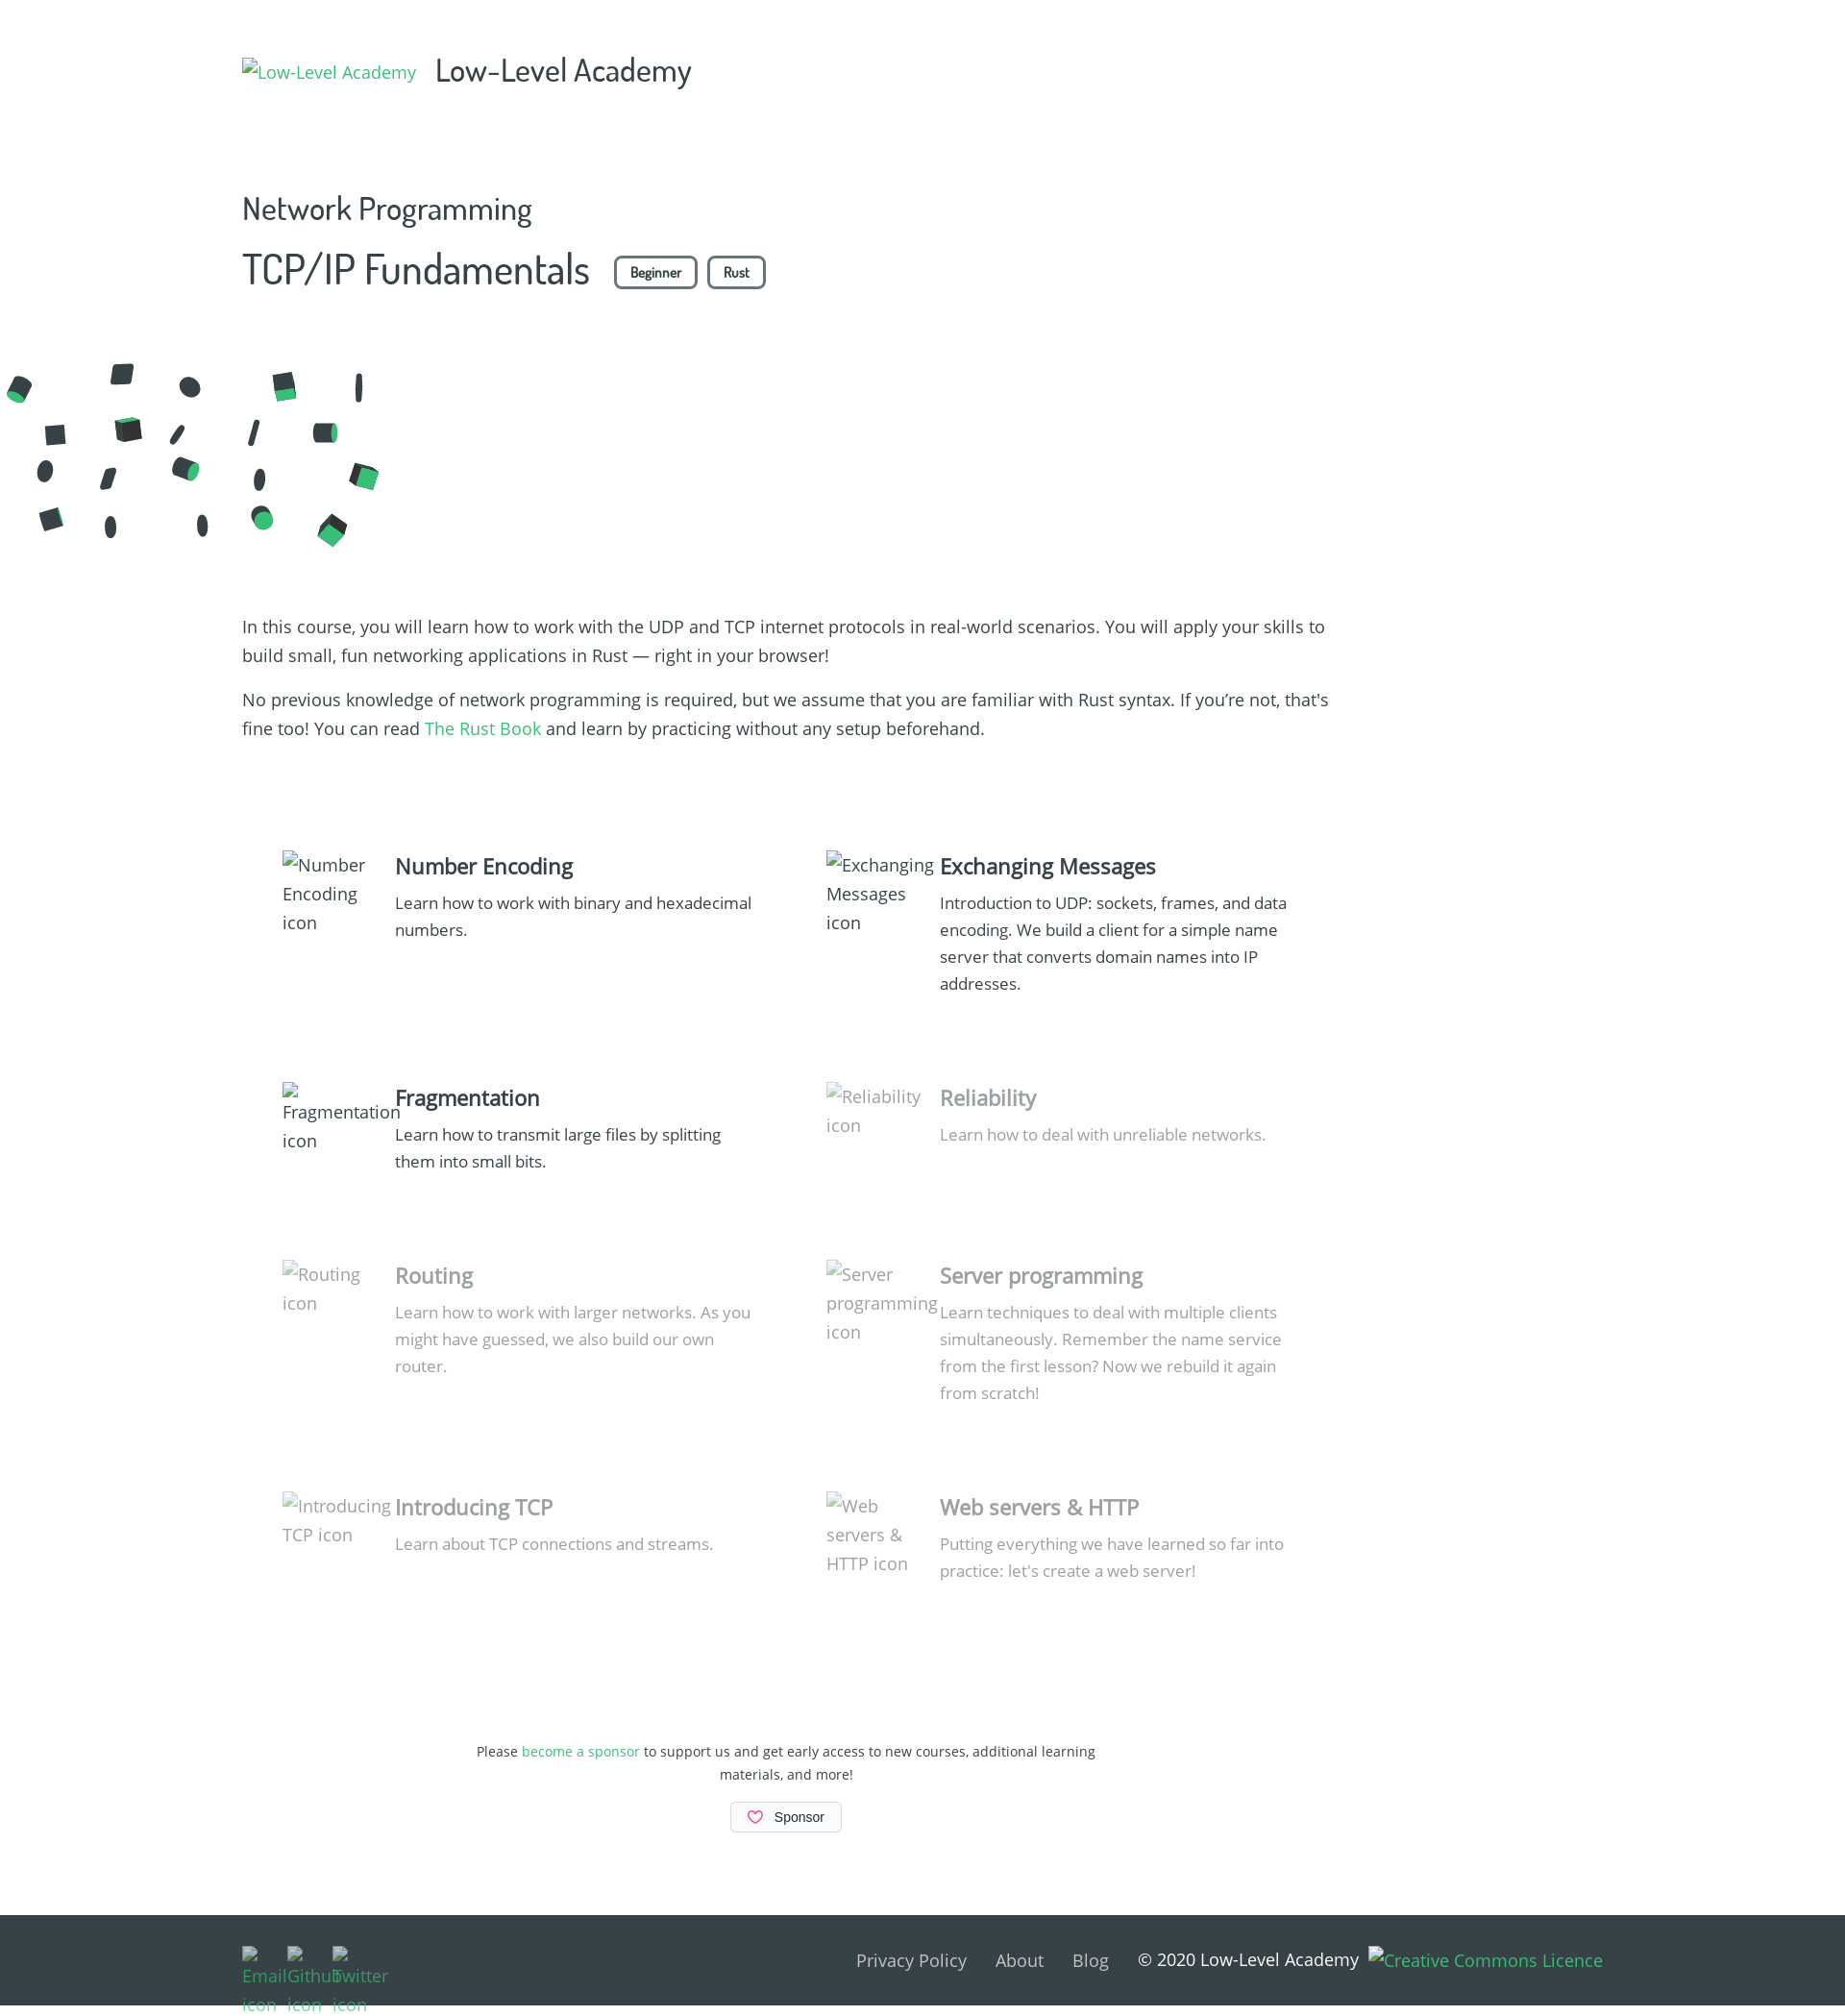 Low-Level Academy Low-Level Academy
Network Programming
TCP/IP Fundamentals Beginner Rust
In this course, you will learn how to work with the UDP and TCP internet protocols in real-world scenarios. You will apply your skills to
build small, fun networking applications in Rust — right in your browser!
No previous knowledge of network programming is required, but we assume that you are familiar with Rust syntax. If you’re not, that's
fine too! You can read The Rust Book and learn by practicing without any setup beforehand.
Number
Encoding
icon
Number Encoding
Learn how to work with binary and hexadecimal
numbers.
Exchanging
Messages
icon
Exchanging Messages
Introduction to UDP: sockets, frames, and data
encoding. We build a client for a simple name
server that converts domain names into IP
addresses.
Fragmentation
icon
Fragmentation
Learn how to transmit large files by splitting
them into small bits.
Reliability
icon
Reliability
Learn how to deal with unreliable networks.
Routing
icon
Routing
Learn how to work with larger networks. As you
might have guessed, we also build our own
router.
Server
programming
icon
Server programming
Learn techniques to deal with multiple clients
simultaneously. Remember the name service
from the first lesson? Now we rebuild it again
from scratch!
Introducing
TCP icon
Introducing TCP
Learn about TCP connections and streams.
Web
servers &
HTTP icon
Web servers & HTTP
Putting everything we have learned so far into
practice: let's create a web server!
Please become a sponsor to support us and get early access to new courses, additional learning
materials, and more!
Sponsor
Email
icon
Github
icon
Twitter
icon
Privacy Policy About Blog © 2020 Low-Level Academy Creative Commons Licence